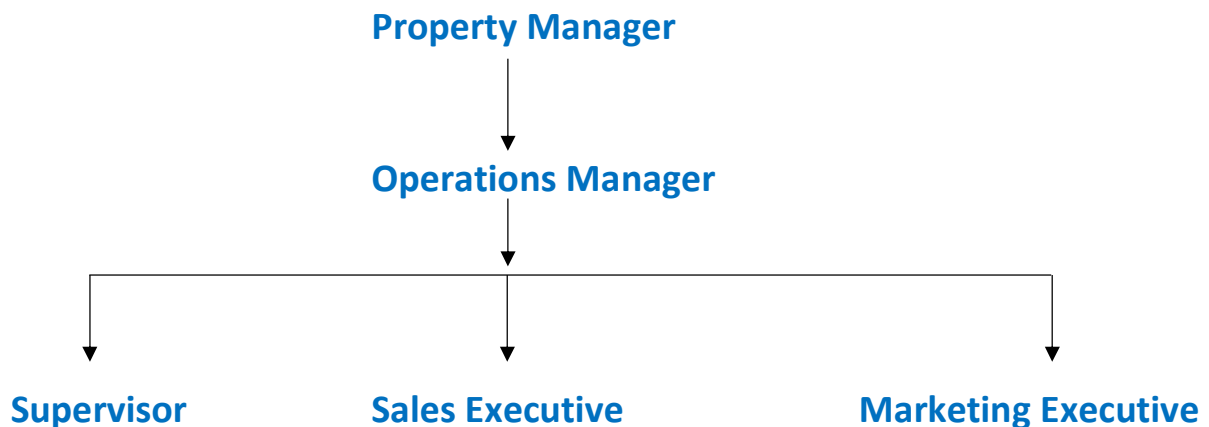 Property Manager
Operations Manager
Supervisor Sales Executive Marketing Executive